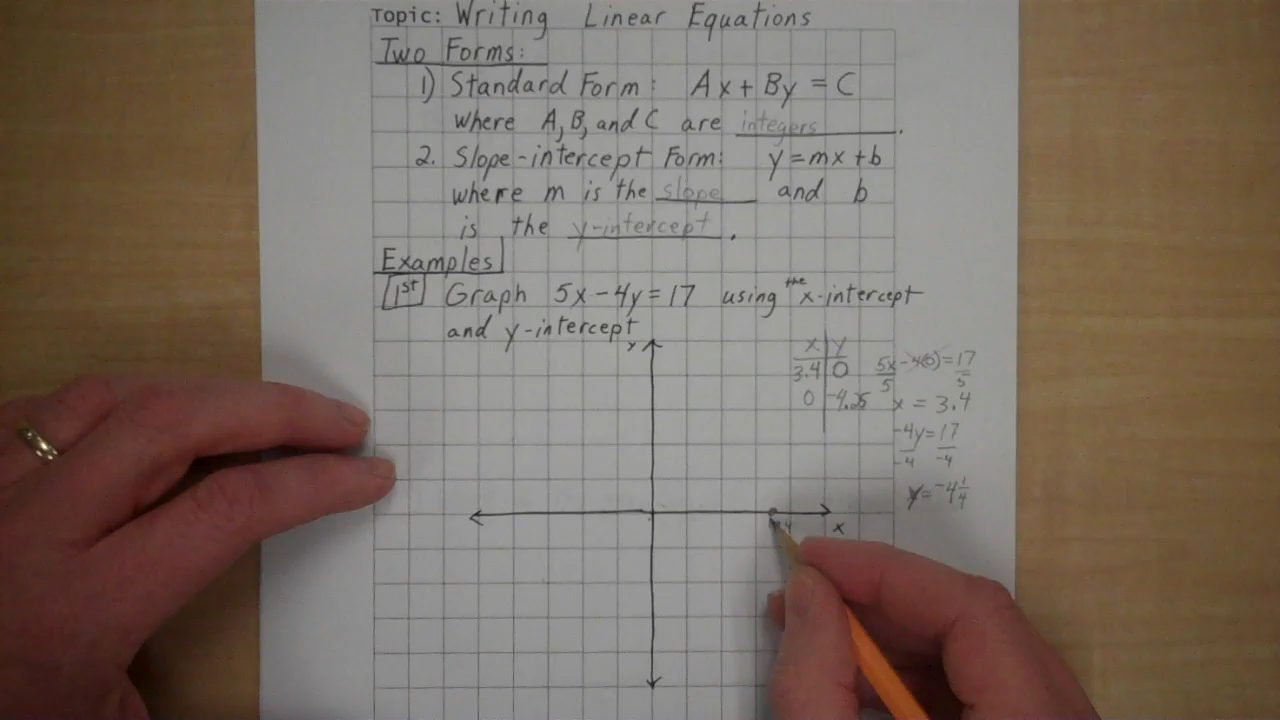 Topic: Writing Linear Equations
Two Forms:
1) Standard Form: Ax + By = C
where A, B, and C are integers.
2. Slope-intercept Form: y = mx + b
where m is the slope and b
is the y-intercept.
Examples
1st Graph 5x - 4y = 17 using the x-intercept
and y-intercept
y
x y
3.4 0
0 -4.25
5x - 4(0) = 17
5 5
x = 3.4
-4y = 17
-4 -4
y = -4 1/4
x